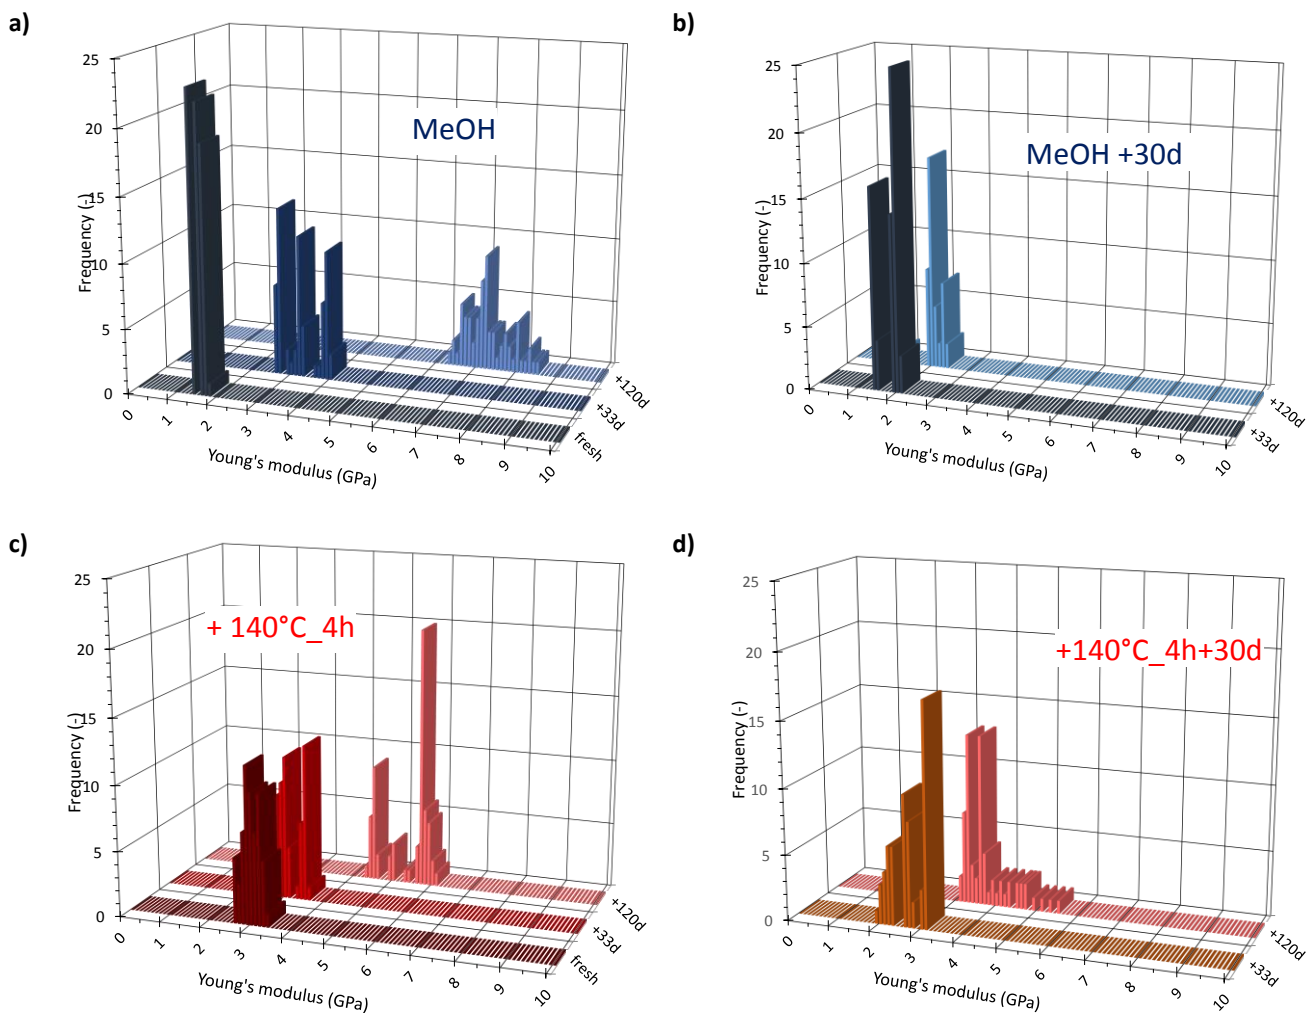 a)
MeOH
Frequency (-)
25
20
15
10
5
0
0
1
2
3
4
5
6
7
8
9
10
Young's modulus (GPa)
fresh
+33d
+120d
b)
MeOH +30d
Frequency (-)
25
20
15
10
5
0
0
1
2
3
4
5
6
7
8
9
10
Young's modulus (GPa)
+33d
+120d
c)
+ 140°C_4h
Frequency (-)
25
20
15
10
5
0
0
1
2
3
4
5
6
7
8
9
10
Young's modulus (GPa)
fresh
+33d
+120d
d)
+140°C_4h+30d
Frequency (-)
25
20
15
10
5
0
0
1
2
3
4
5
6
7
8
9
10
Young's modulus (GPa)
+33d
+120d